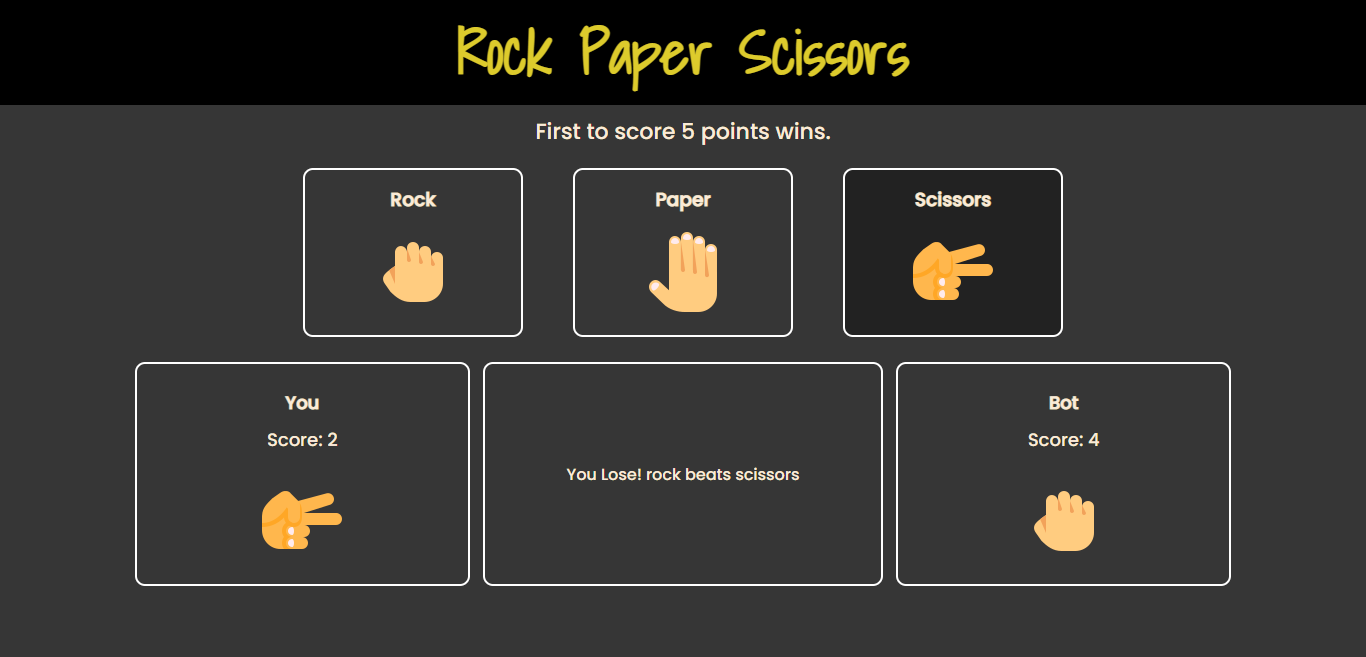 Rock Paper Scissors
First to score 5 points wins.
Rock
Paper
Scissors
You
Score: 2
You Lose! rock beats scissors
Bot
Score: 4